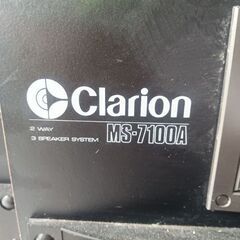 Clarion
2 WAY
3 SPEAKER SYSTEM
MS-7100A